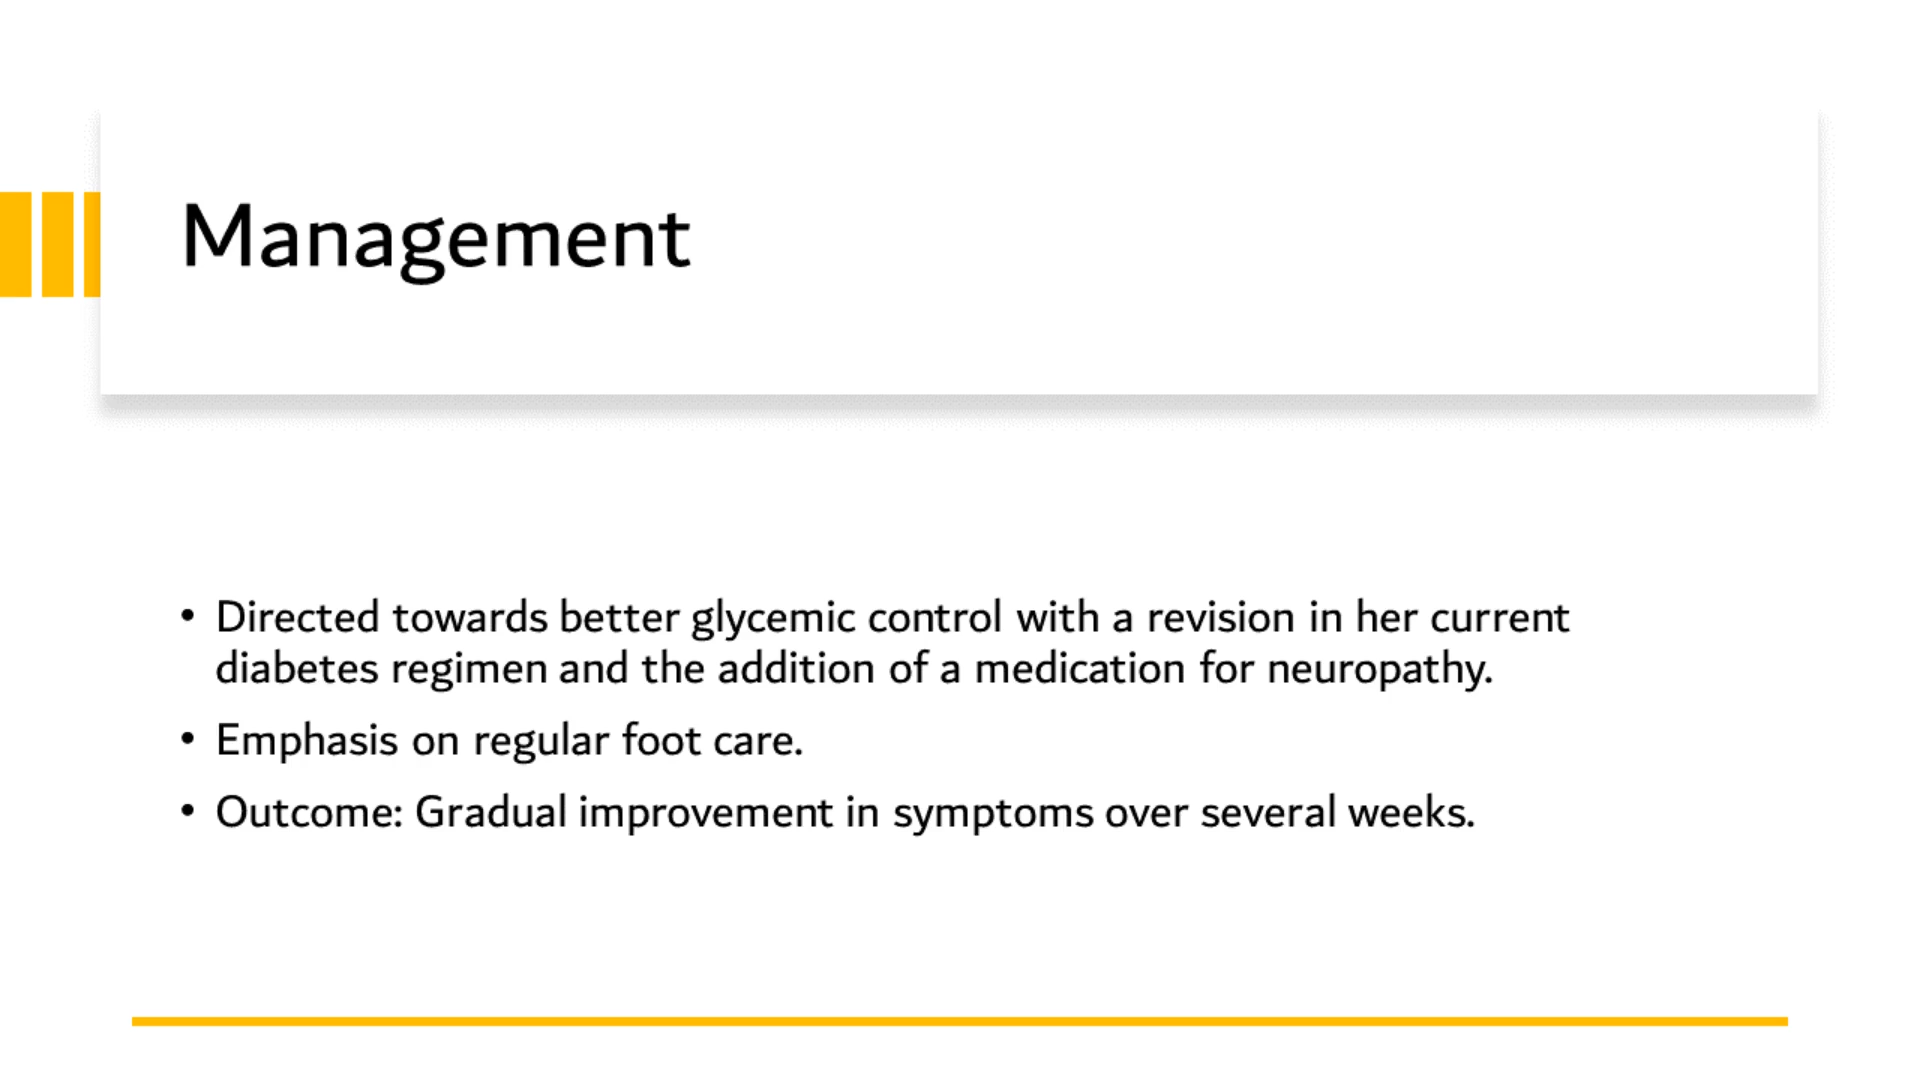 Management
• Directed towards better glycemic control with a revision in her current
diabetes regimen and the addition of a medication for neuropathy.
• Emphasis on regular foot care.
• Outcome: Gradual improvement in symptoms over several weeks.